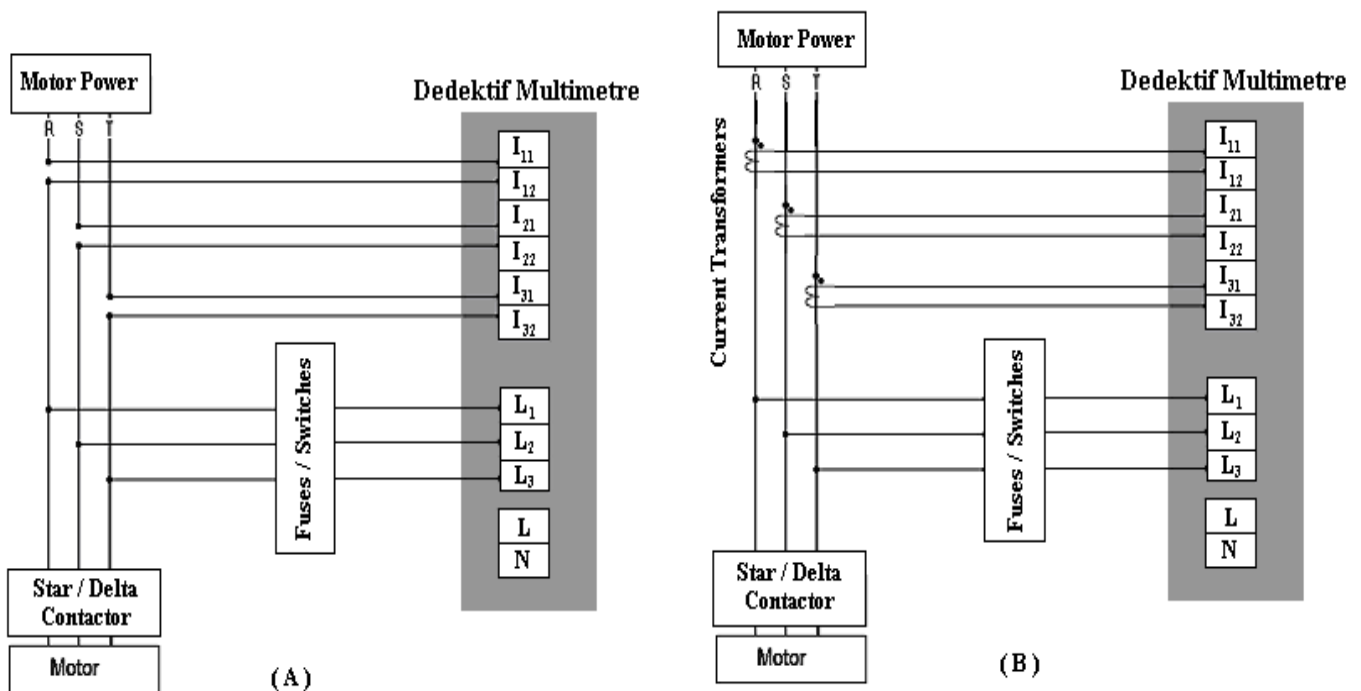 Motor Power
R S T
Dedektif Multimetre
I11
I12
I21
I22
I31
I32
Fuses / Switches
L1
L2
L3
L
N
Star / Delta
Contactor
Motor
(A)
Motor Power
R S T
Dedektif Multimetre
Current Transformers
I11
I12
I21
I22
I31
I32
Fuses / Switches
L1
L2
L3
L
N
Star / Delta
Contactor
Motor
(B)